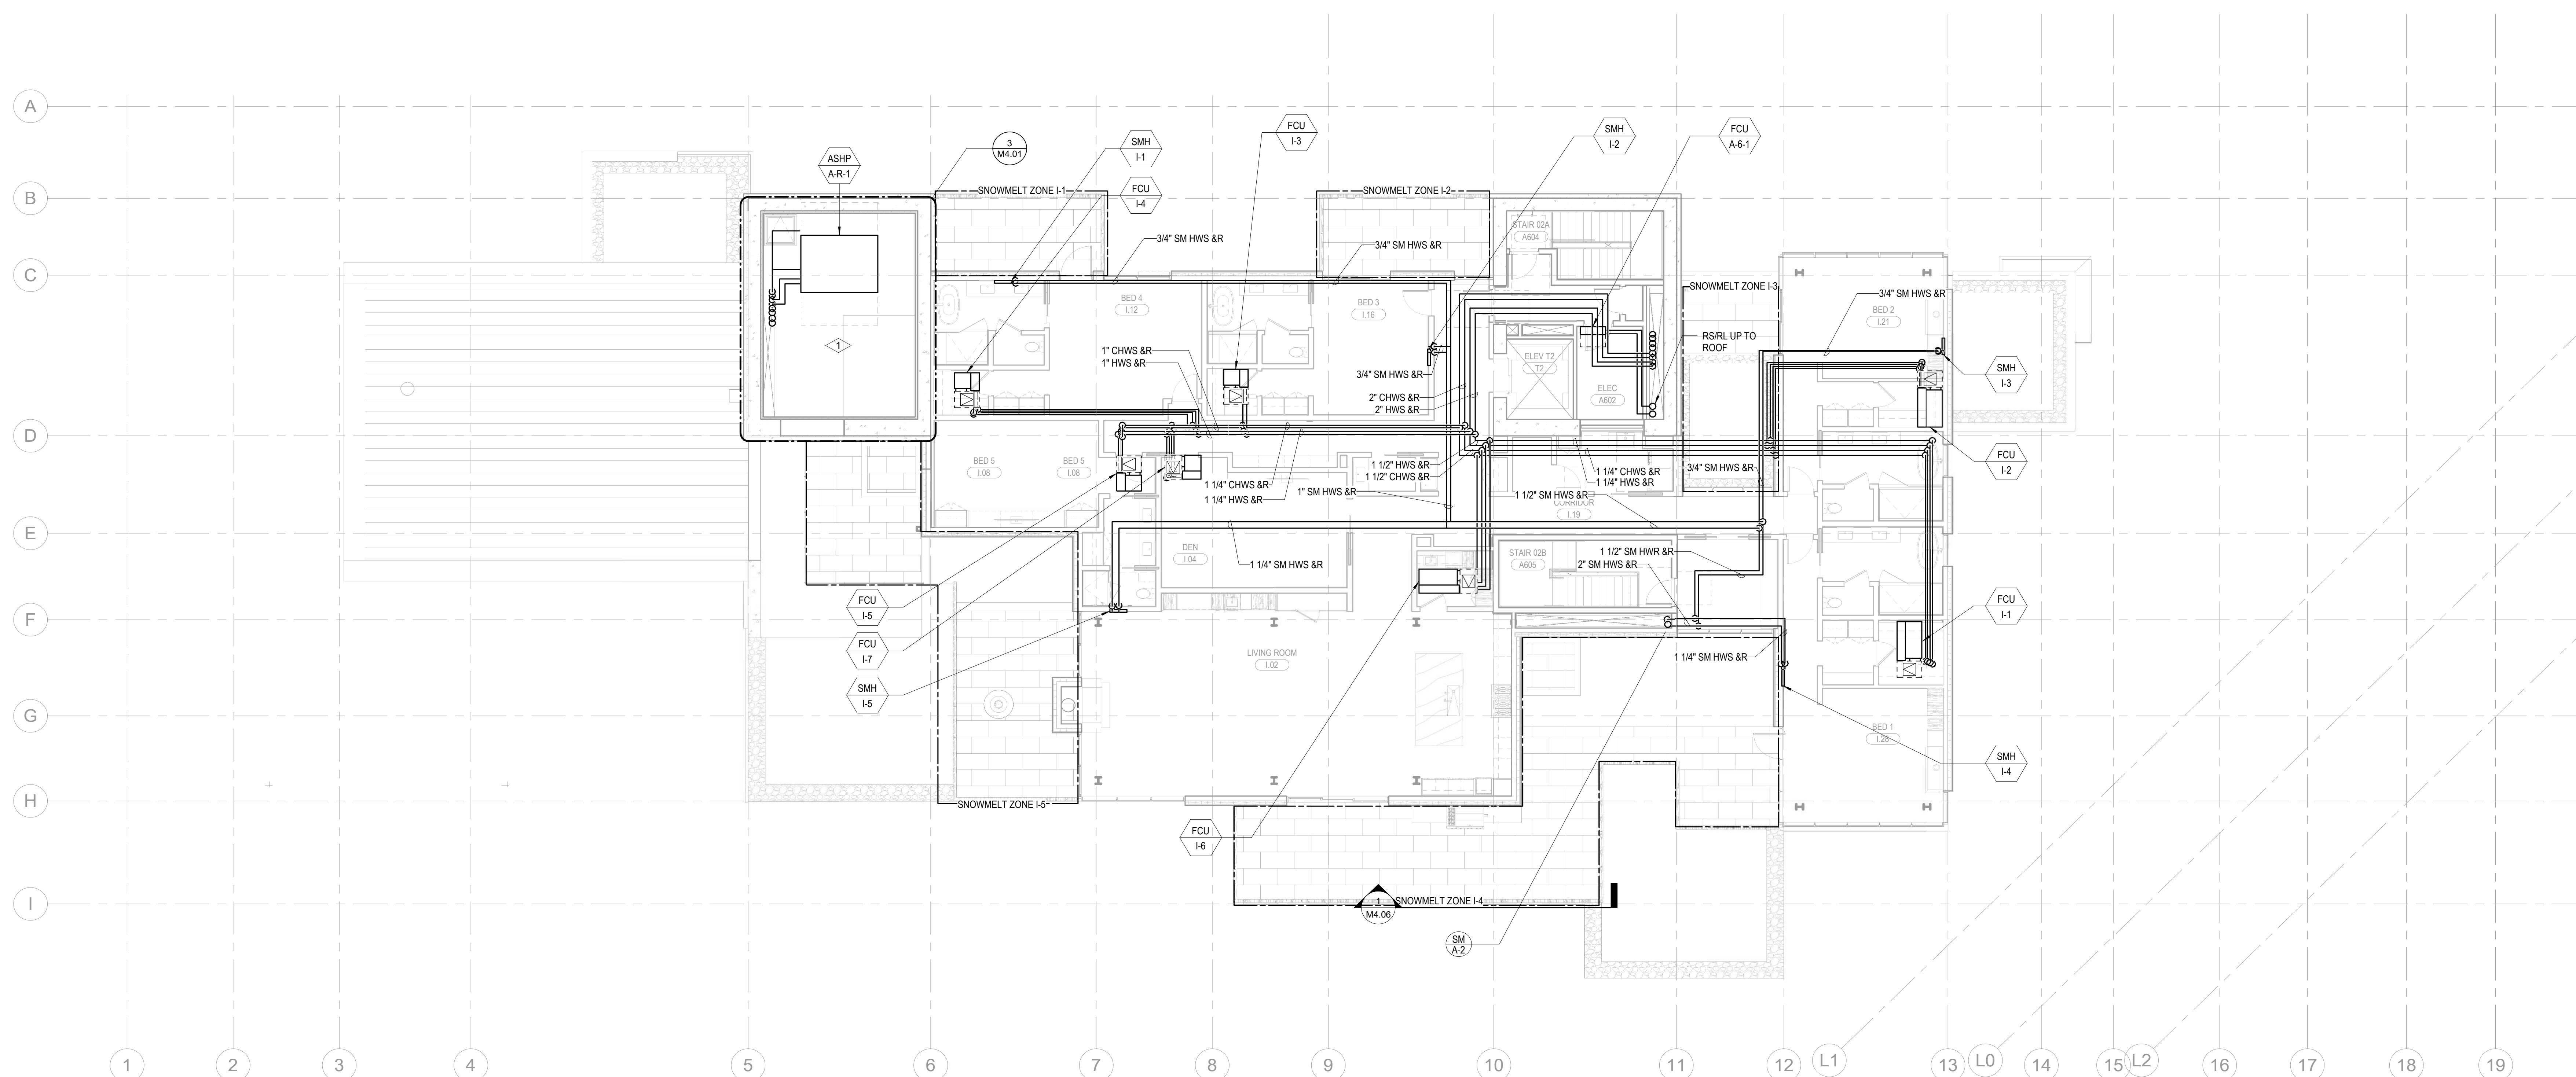 A
3
M4.01
SMH
I-1
FCU
I-3
SMH
I-2
FCU
A-6-1
ASHP
A-R-1
FCU
I-4
B
SNOWMELT ZONE I-1
SNOWMELT ZONE I-2
STAIR 02A
A604
3/4" SM HWS &R
3/4" SM HWS &R
C
SNOWMELT ZONE I-3
3/4" SM HWS &R
BED 4
I.12
BED 3
I.16
BED 2
I.21
1
RS/RL UP TO
ROOF
1" CHWS &R
1" HWS &R
ELEV T2
T2
3/4" SM HWS &R
SMH
I-3
ELEC
A602
2" CHWS &R
2" HWS &R
D
BED 5
I.08
BED 5
I.08
1 1/2" HWS &R
1 1/2" CHWS &R
1 1/4" CHWS &R
1 1/4" HWS &R
3/4" SM HWS &R
FCU
I-2
1 1/4" CHWS &R
1 1/4" HWS &R
1" SM HWS &R
1 1/2" SM HWS &R
CORRIDOR
I.19
E
DEN
I.04
STAIR 02B
A605
1 1/2" SM HWR &R
2" SM HWS &R
1 1/4" SM HWS &R
FCU
I-5
FCU
I-1
F
FCU
I-7
LIVING ROOM
I.02
1 1/4" SM HWS &R
SMH
I-5
G
BED 1
I.28
SMH
I-4
H
SNOWMELT ZONE I-5
FCU
I-6
I
1
M4.06
SNOWMELT ZONE I-4
SM
A-2
1
2
3
4
5
6
7
8
9
10
11
12
L1
13
L0
14
15
L2
16
17
18
19